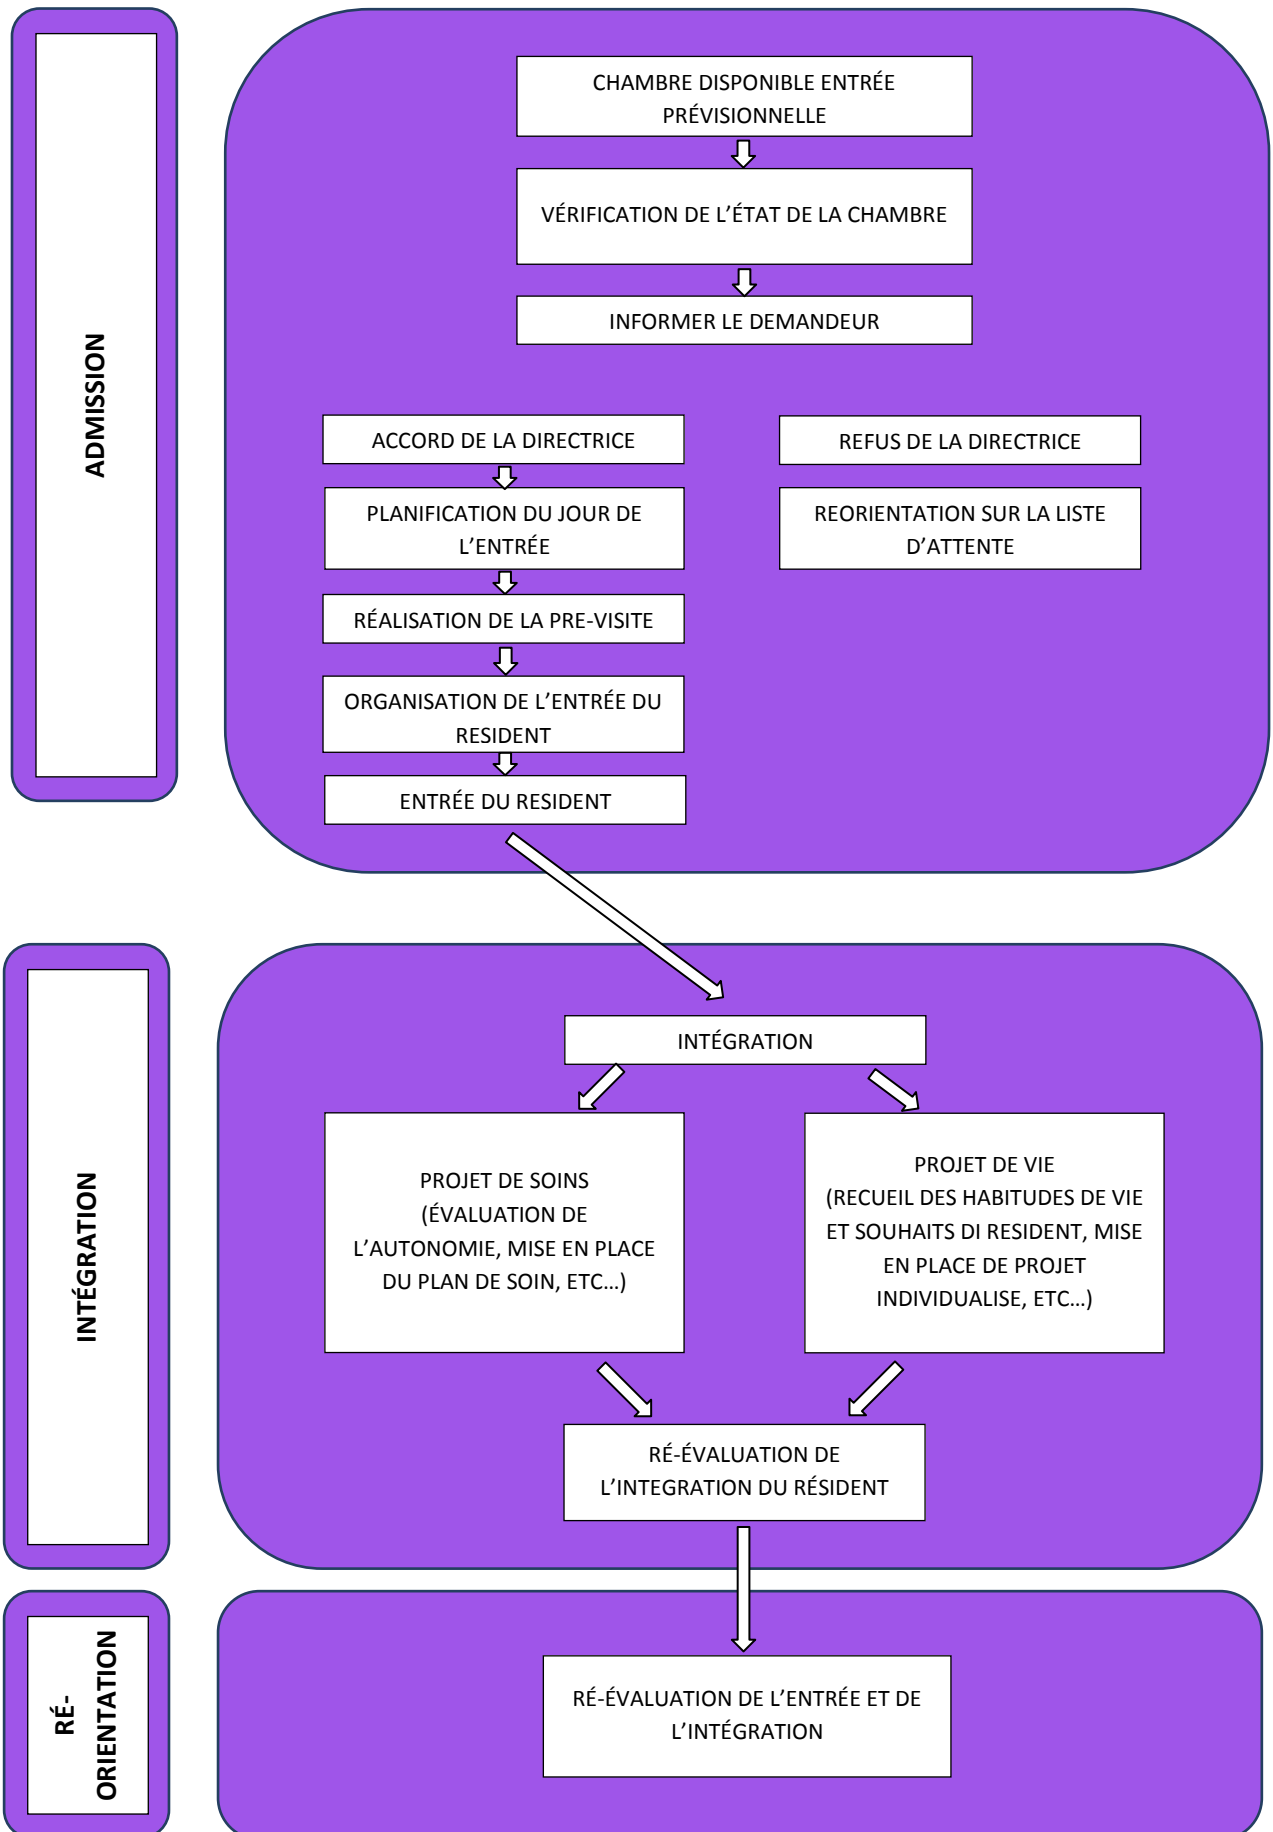 ADMISSION
CHAMBRE DISPONIBLE ENTRÉE
PRÉVISIONNELLE
VÉRIFICATION DE L’ÉTAT DE LA CHAMBRE
INFORMER LE DEMANDEUR
ACCORD DE LA DIRECTRICE
REFUS DE LA DIRECTRICE
PLANIFICATION DU JOUR DE
L’ENTRÉE
REORIENTATION SUR LA LISTE
D’ATTENTE
RÉALISATION DE LA PRE-VISITE
ORGANISATION DE L’ENTRÉE DU
RESIDENT
ENTRÉE DU RESIDENT
INTÉGRATION
INTÉGRATION
PROJET DE SOINS
(ÉVALUATION DE
L’AUTONOMIE, MISE EN PLACE
DU PLAN DE SOIN, ETC…)
PROJET DE VIE
(RECUEIL DES HABITUDES DE VIE
ET SOUHAITS DI RESIDENT, MISE
EN PLACE DE PROJET
INDIVIDUALISE, ETC…)
RÉ-ÉVALUATION DE
L’INTEGRATION DU RÉSIDENT
RÉ-
ORIENTATION
RÉ-ÉVALUATION DE L’ENTRÉE ET DE
L’INTÉGRATION